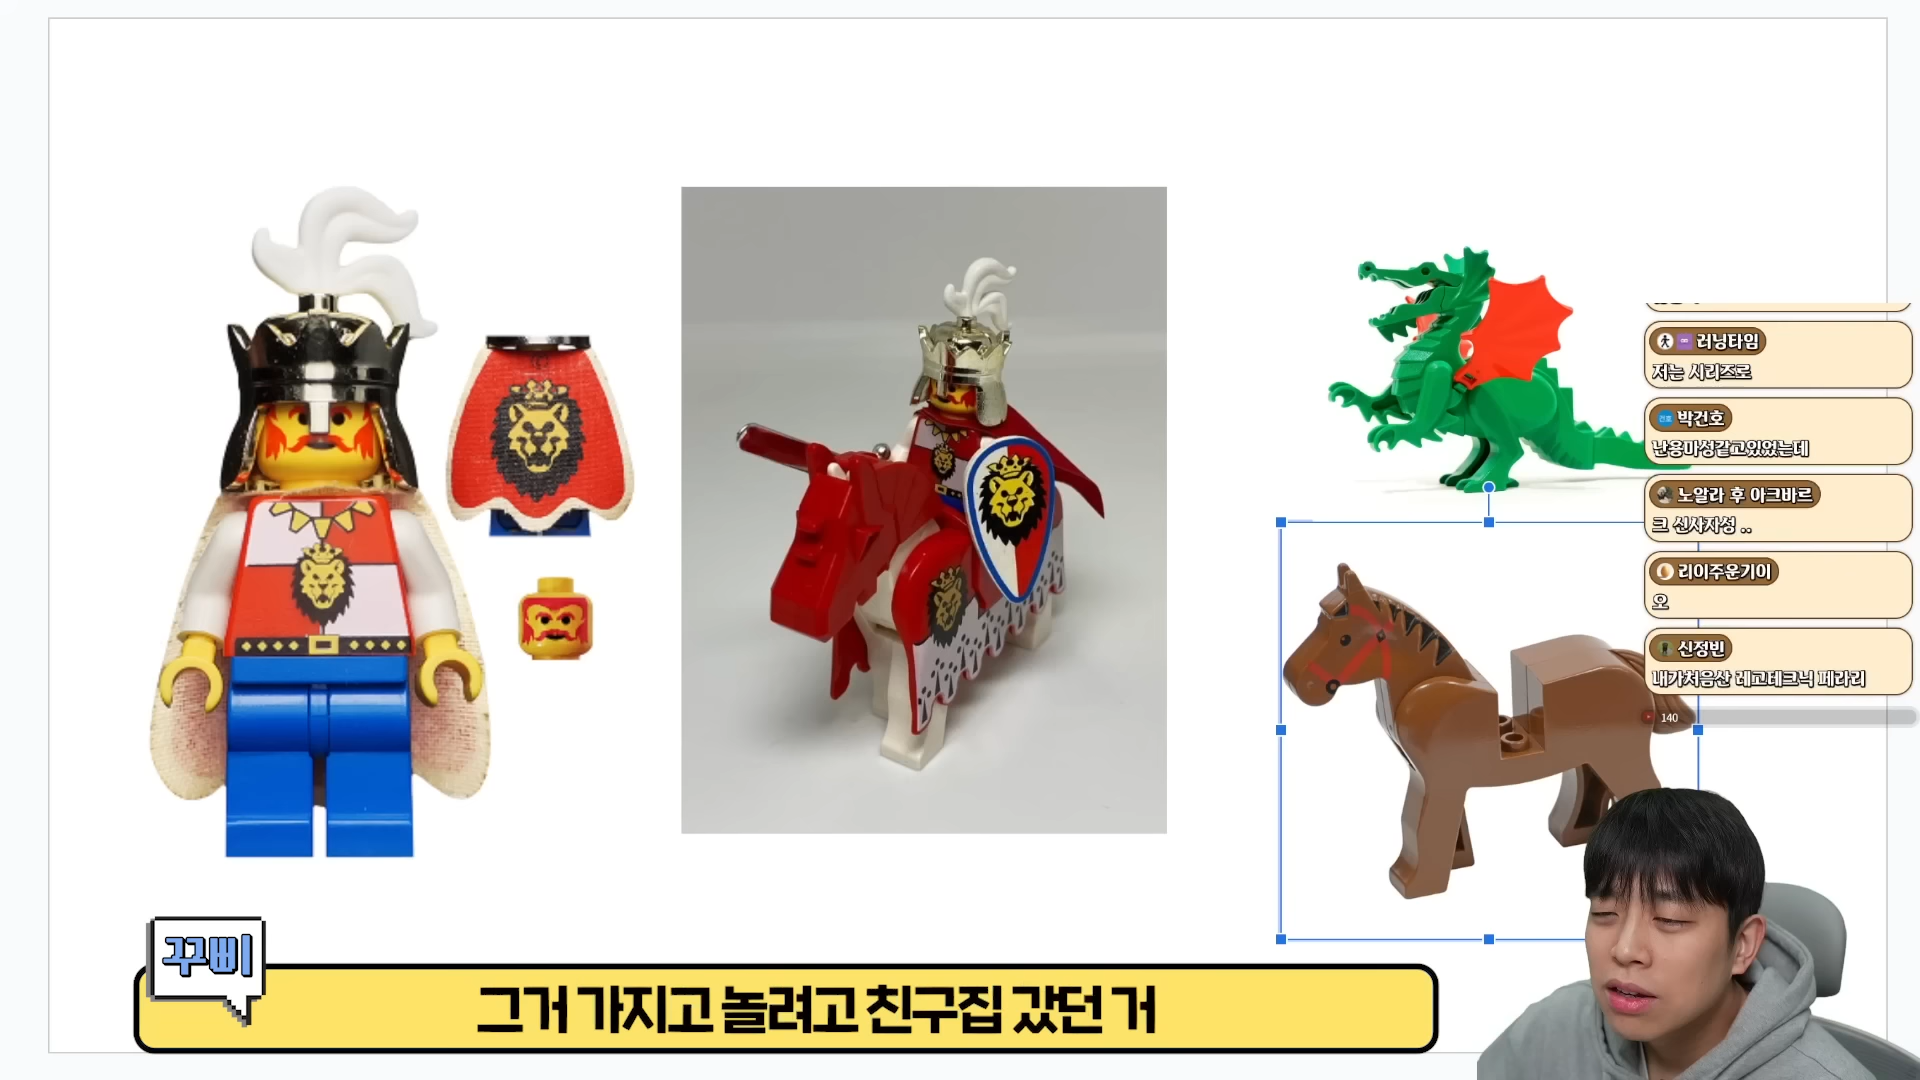 러닝타임
저는 시리즈로
박건호
난용마성같고있었는데
노알라 후 아크바르
크 신사자성 ..
리이주운기이
오
신정빈
내가처음산 레고테크닉 페라리
140
꾸삐
그거 가지고 놀려고 친구집 갔던 거